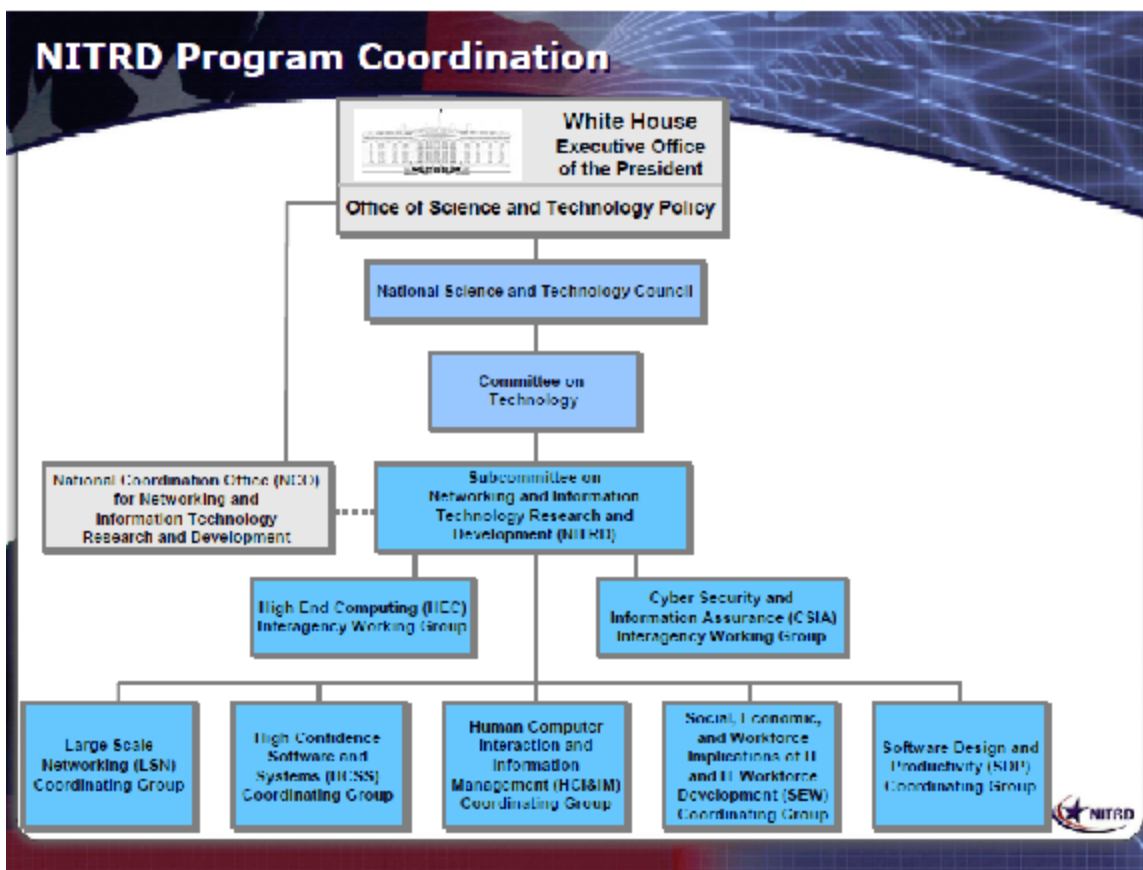 NITRD Program Coordination
White House
Executive Office
of the President
Office of Science and Technology Policy
National Science and Technology Council
Committee on
Technology
National Coordination Office (NCO)
for Networking and
Information Technology
Research and Development
Subcommittee on
Networking and Information
Technology Research and
Development (NITRD)
High End Computing (HEC)
Interagency Working Group
Cyber Security and
Information Assurance (CSIA)
Interagency Working Group
Large Scale
Networking (LSN)
Coordinating Group
High Confidence
Software and
Systems (HCSS)
Coordinating Group
Human Computer
Interaction and
Information
Management (HCI&IM)
Coordinating Group
Social, Economic,
and Workforce
Implications of IT
and IT Workforce
Development (SEW)
Coordinating Group
Software Design and
Productivity (SDP)
Coordinating Group
NITRD